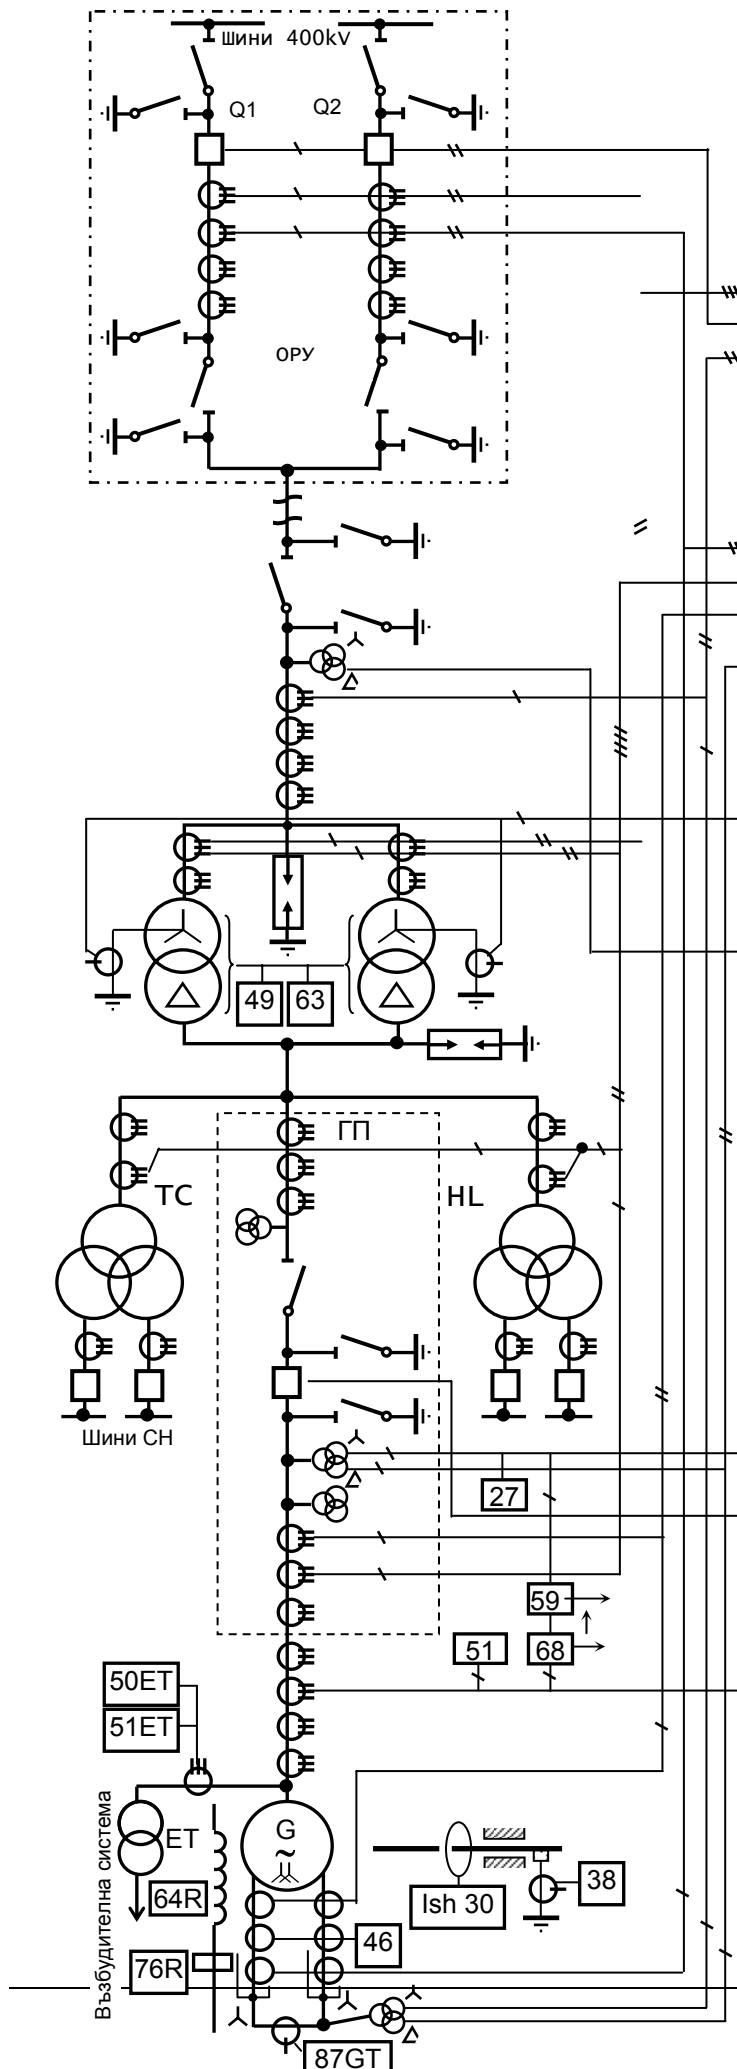 Шини 400kV
Q1
Q2
ОРУ
49
63
ГП
ТС
HL
Шини СН
27
59
51
68
50ET
51ET
Възбудителна система
ET
G
~
64R
Ish 30
38
46
76R
87GT